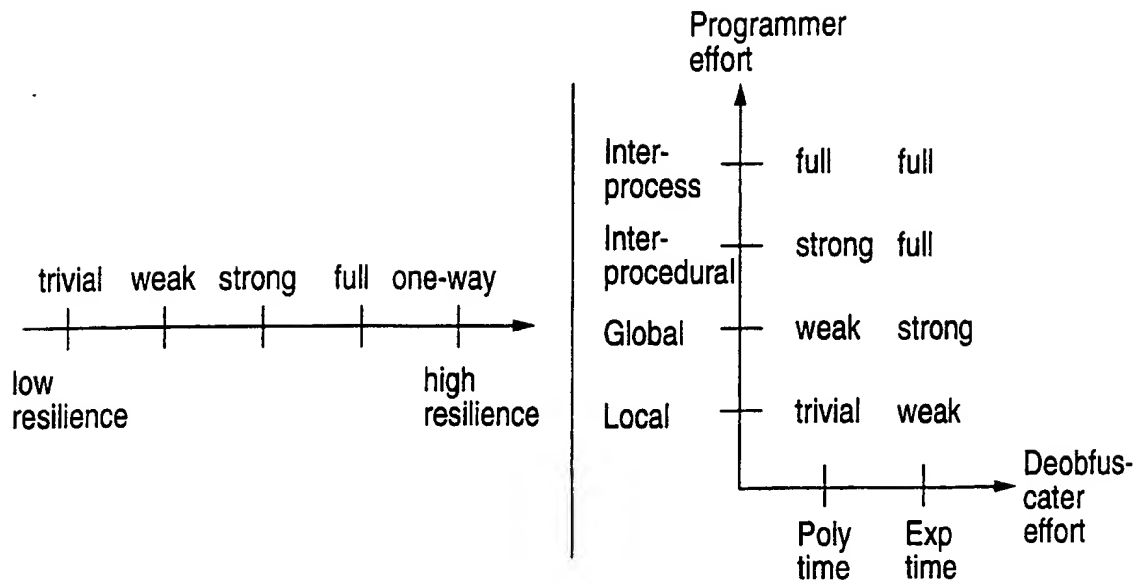 trivial weak strong full one-way
low
resilience
high
resilience
Programmer
effort
Inter-
process
full full
Inter-
procedural
strong full
Global
weak strong
Local
trivial weak
Poly
time
Exp
time
Deobfus-
cater
effort